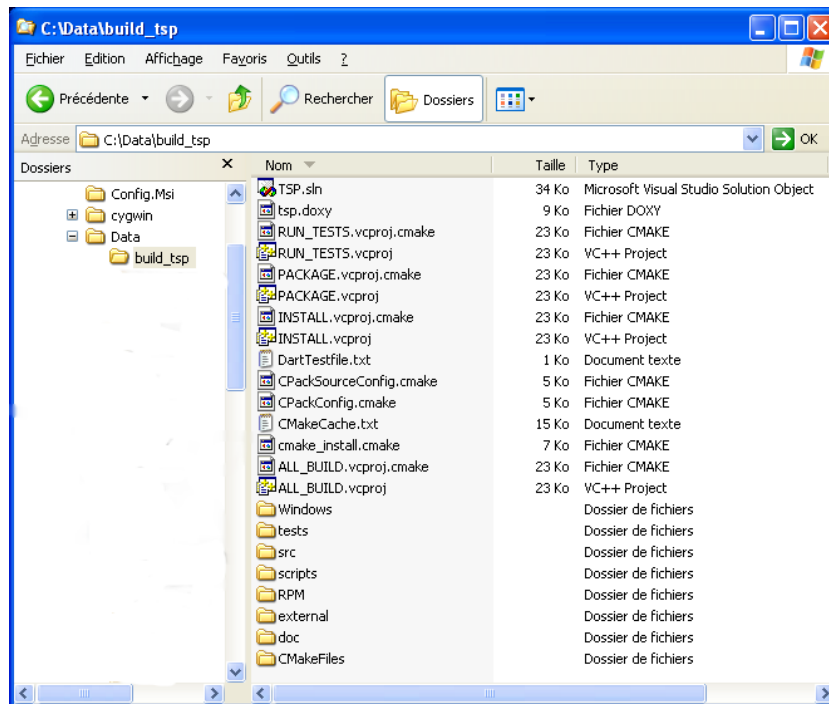 C:\Data\build_tsp
Fichier Edition Affichage Favoris Outils ?
Précédente Rechercher Dossiers
Adresse C:\Data\build_tsp OK
Dossiers
Config.Msi
cygwin
Data
build_tsp
Nom Taille Type
TSP.sln 34 Ko Microsoft Visual Studio Solution Object
tsp.doxy 9 Ko Fichier DOXY
RUN_TESTS.vcproj.cmake 23 Ko Fichier CMAKE
RUN_TESTS.vcproj 23 Ko VC++ Project
PACKAGE.vcproj.cmake 23 Ko Fichier CMAKE
PACKAGE.vcproj 23 Ko VC++ Project
INSTALL.vcproj.cmake 23 Ko Fichier CMAKE
INSTALL.vcproj 23 Ko VC++ Project
DartTestfile.txt 1 Ko Document texte
CPackSourceConfig.cmake 5 Ko Fichier CMAKE
CPackConfig.cmake 5 Ko Fichier CMAKE
CMakeCache.txt 15 Ko Document texte
cmake_install.cmake 7 Ko Fichier CMAKE
ALL_BUILD.vcproj.cmake 23 Ko Fichier CMAKE
ALL_BUILD.vcproj 23 Ko VC++ Project
Windows Dossier de fichiers
tests Dossier de fichiers
src Dossier de fichiers
scripts Dossier de fichiers
RPM Dossier de fichiers
external Dossier de fichiers
doc Dossier de fichiers
CMakeFiles Dossier de fichiers